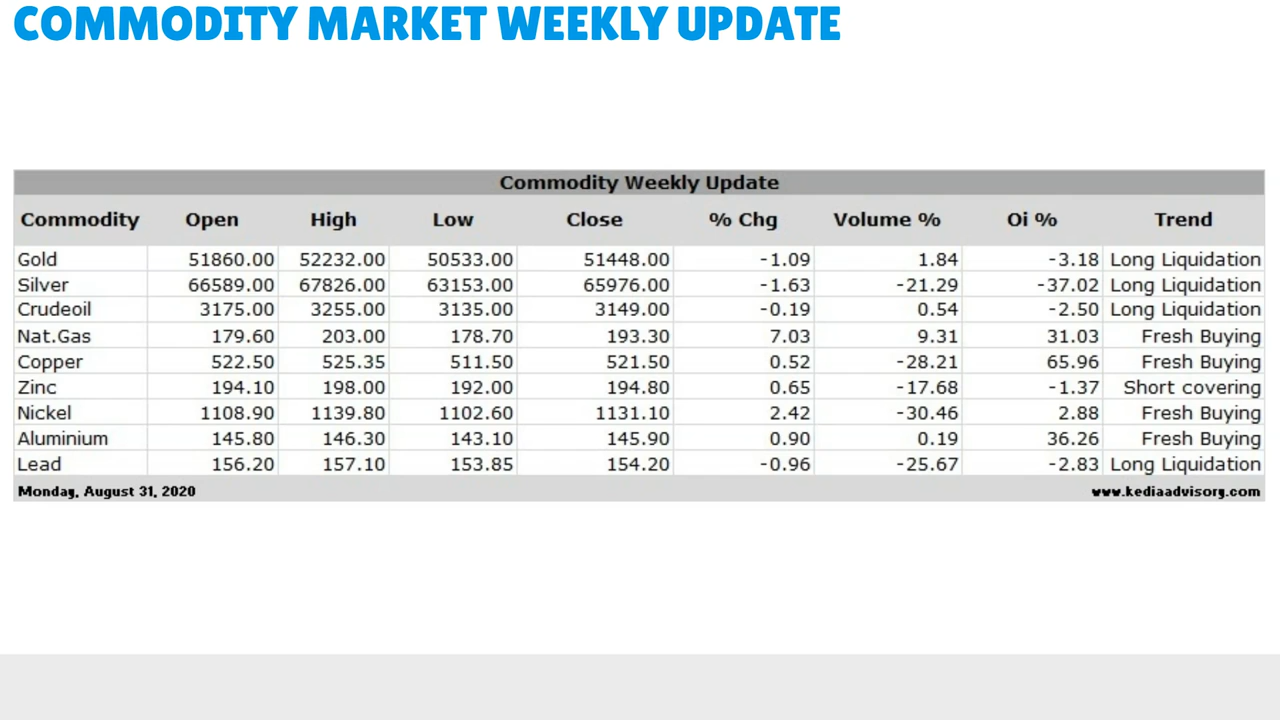 COMMODITY MARKET WEEKLY UPDATE
Commodity Weekly Update
Commodity Open High Low Close % Chg Volume % Oi % Trend
Gold 51860.00 52232.00 50533.00 51448.00 -1.09 1.84 -3.18 Long Liquidation
Silver 66589.00 67826.00 63153.00 65976.00 -1.63 -21.29 -37.02 Long Liquidation
Crudeoil 3175.00 3255.00 3135.00 3149.00 -0.19 0.54 -2.50 Long Liquidation
Nat.Gas 179.60 203.00 178.70 193.30 7.03 9.31 31.03 Fresh Buying
Copper 522.50 525.35 511.50 521.50 0.52 -28.21 65.96 Fresh Buying
Zinc 194.10 198.00 192.00 194.80 0.65 -17.68 -1.37 Short covering
Nickel 1108.90 1139.80 1102.60 1131.10 2.42 -30.46 2.88 Fresh Buying
Aluminium 145.80 146.30 143.10 145.90 0.90 0.19 36.26 Fresh Buying
Lead 156.20 157.10 153.85 154.20 -0.96 -25.67 -2.83 Long Liquidation
Monday, August 31, 2020 www.kediaadvisory.com